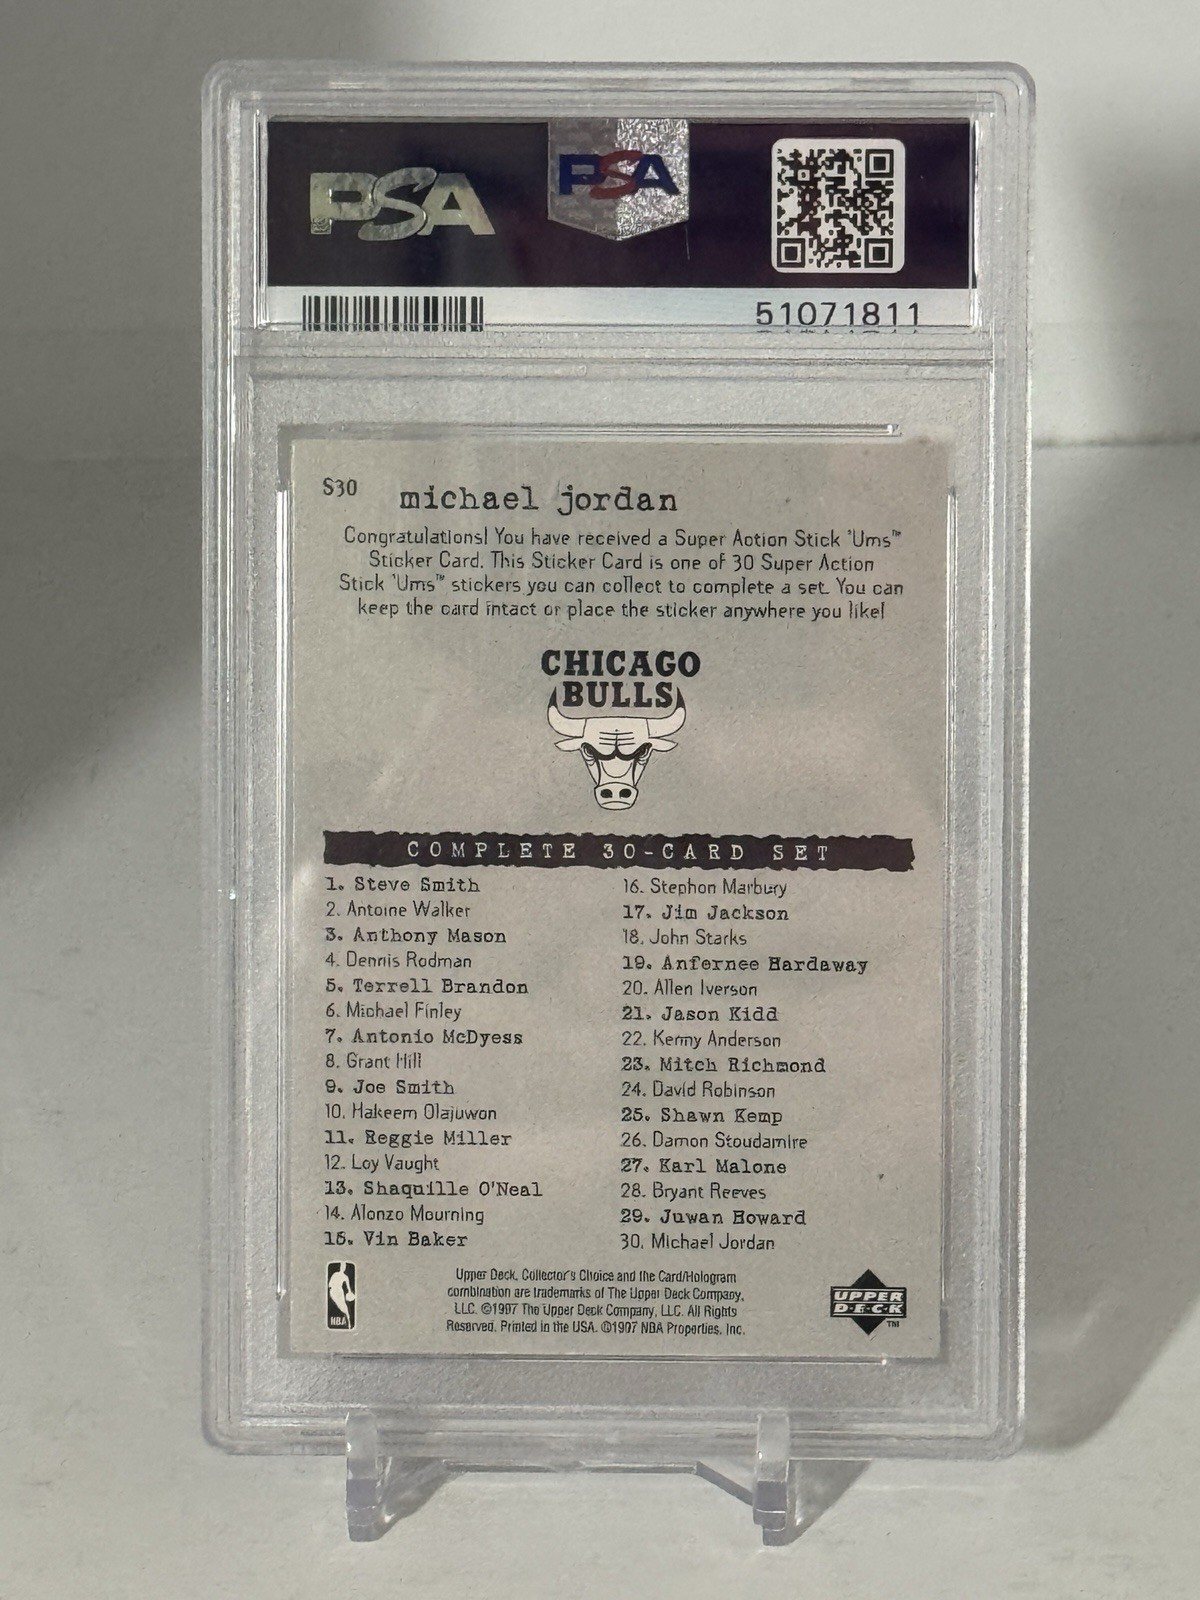 PSA
PSA
51071811
S30 michael jordan
Congratulations! You have received a Super Action Stick 'Ums™
Sticker Card. This Sticker Card is one of 30 Super Action
Stick 'Ums™ stickers you can collect to complete a set. You can
keep the card intact or place the sticker anywhere you like!
CHICAGO
BULLS
COMPLETE 30-CARD SET
1. Steve Smith
2. Antoine Walker
3. Anthony Mason
4. Dennis Rodman
5. Terrell Brandon
6. Michael Finley
7. Antonio McDyess
8. Grant Hill
9. Joe Smith
10. Hakeem Olajuwon
11. Reggie Miller
12. Loy Vaught
13. Shaquille O'Neal
14. Alonzo Mourning
15. Vin Baker
16. Stephon Marbury
17. Jim Jackson
18. John Starks
19. Anfernee Hardaway
20. Allen Iverson
21. Jason Kidd
22. Kenny Anderson
23. Mitch Richmond
24. David Robinson
25. Shawn Kemp
26. Damon Stoudamire
27. Karl Malone
28. Bryant Reeves
29. Juwan Howard
30. Michael Jordan
NBA
Upper Deck, Collector's Choice and the Card/Hologram
combination are trademarks of The Upper Deck Company,
LLC. ©1997 The Upper Deck Company, LLC. All Rights
Reserved. Printed in the USA. ©1997 NBA Properties, Inc.
UPPER
D·E·C·K
TM